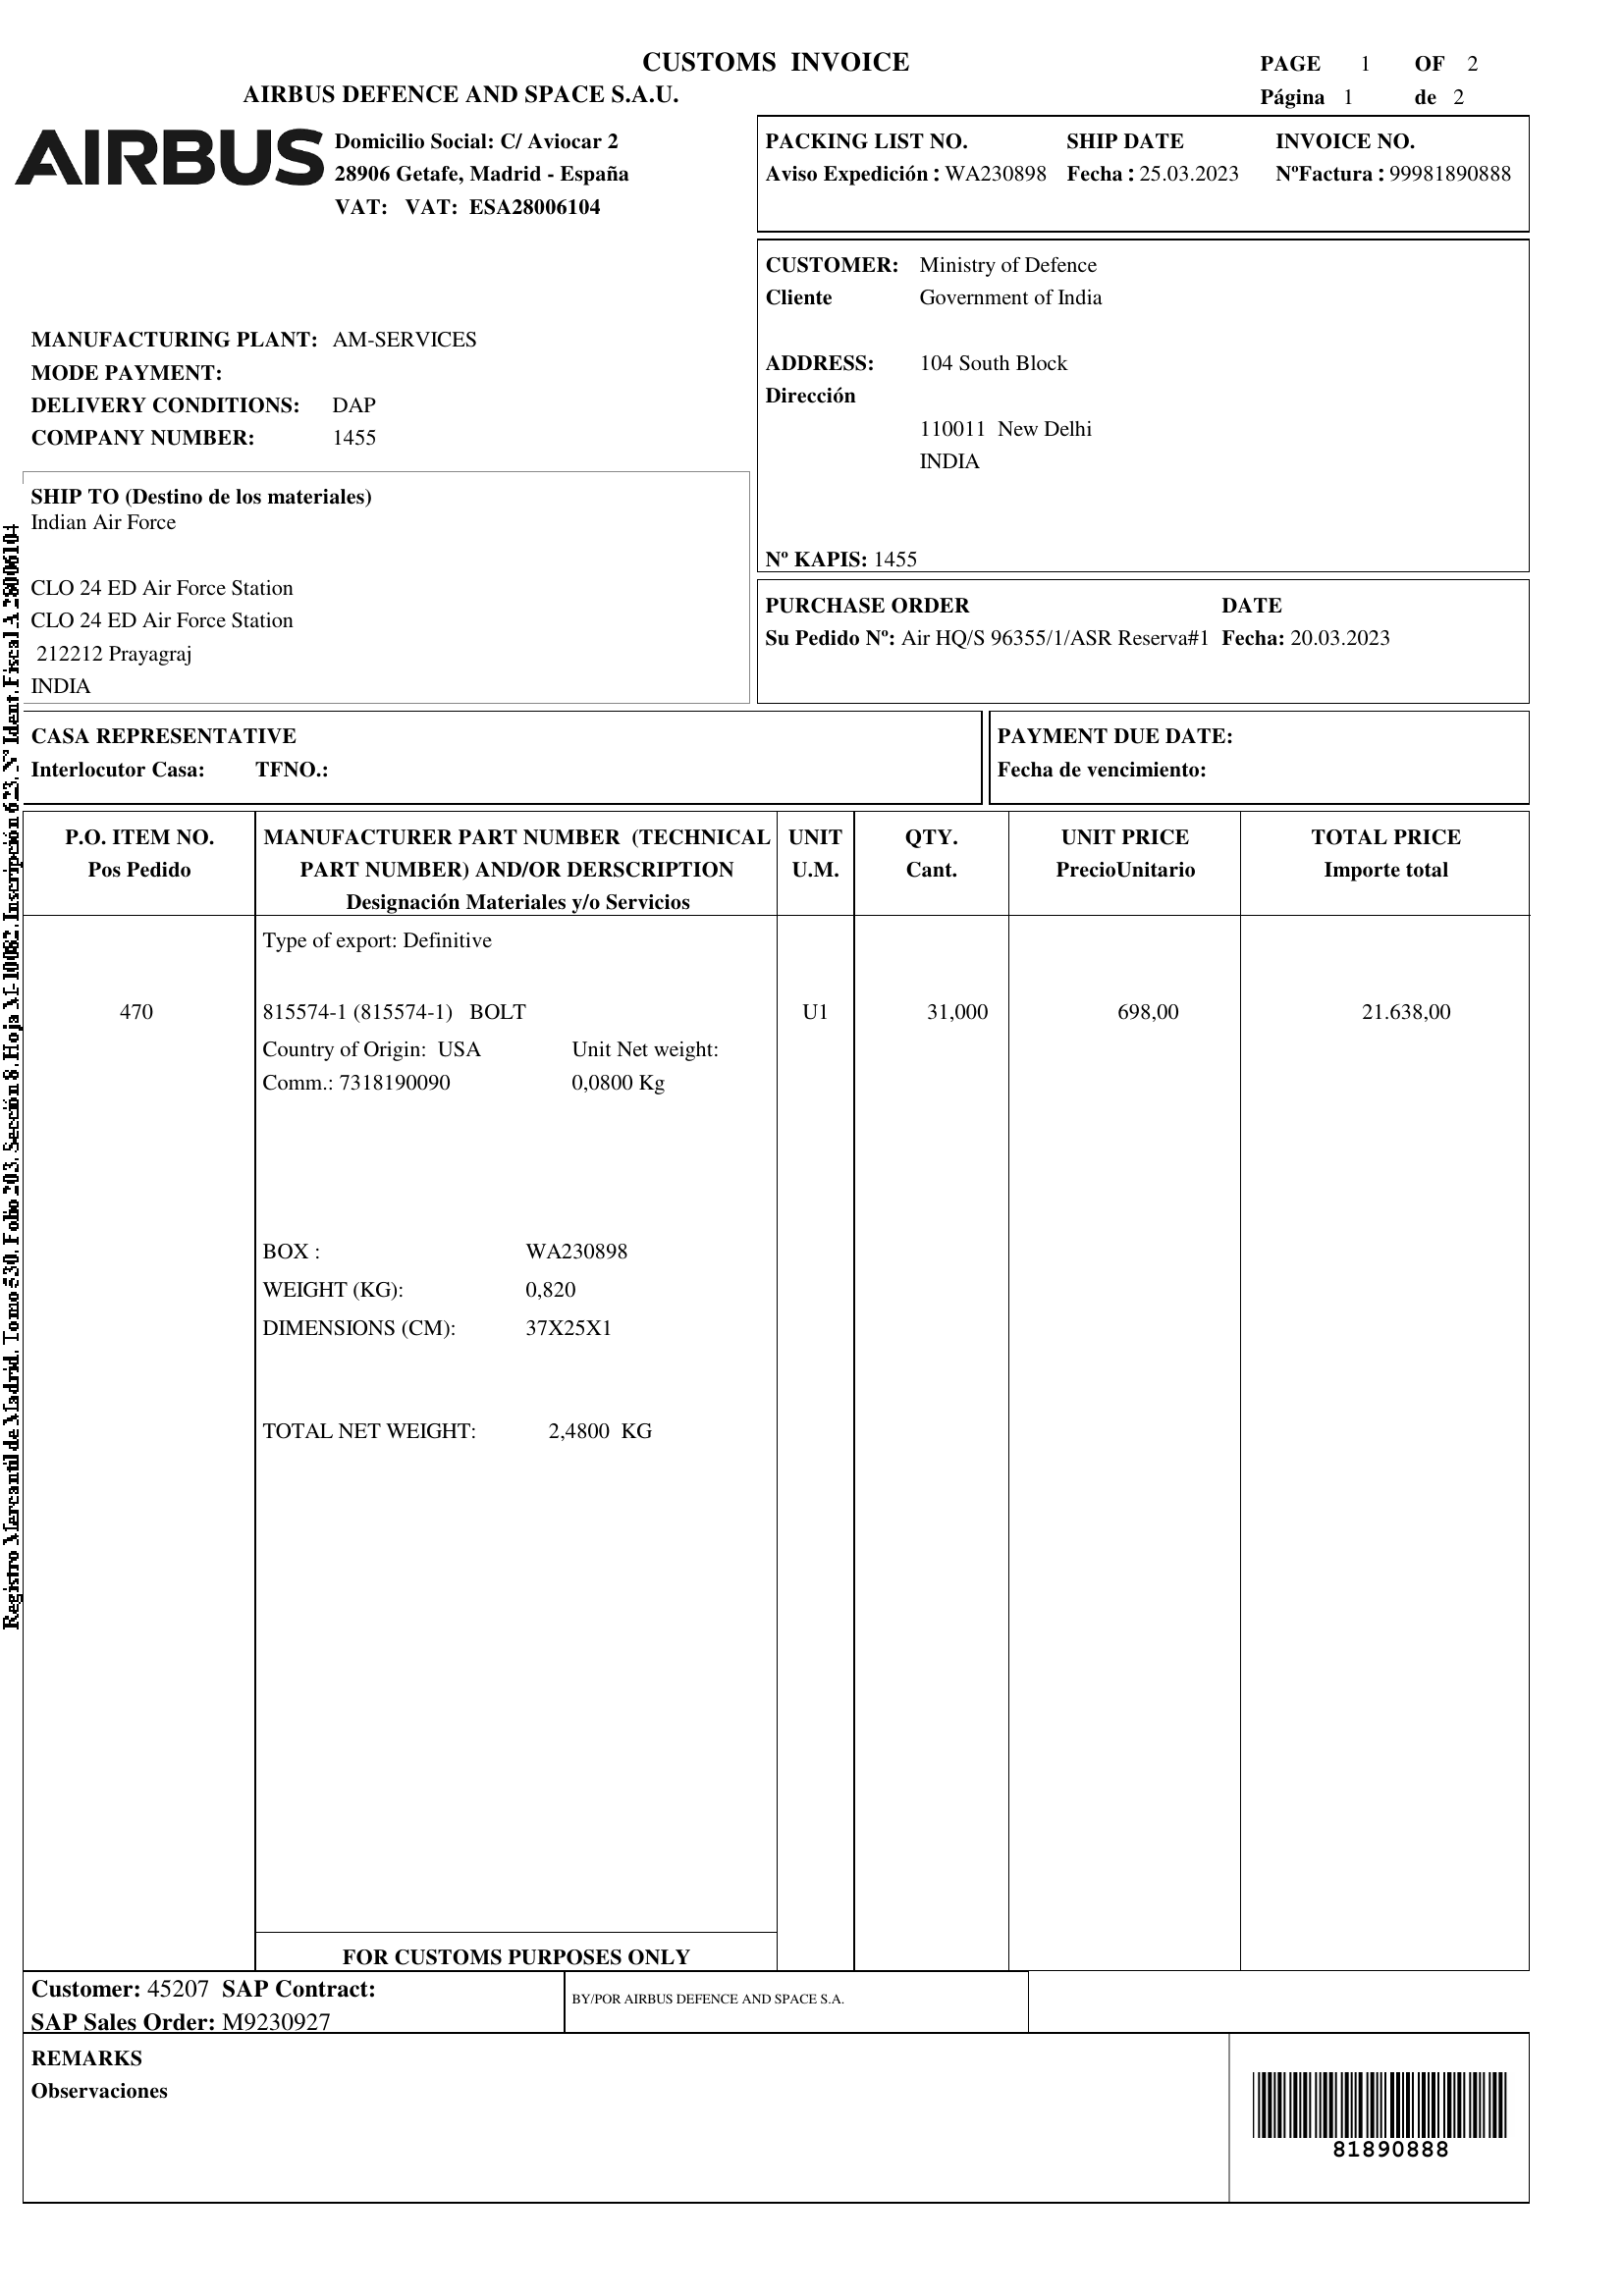 CUSTOMS INVOICE
PAGE 1 OF 2
AIRBUS DEFENCE AND SPACE S.A.U.
Página 1 de 2
AIRBUS
Domicilio Social: C/ Aviocar 2
28906 Getafe, Madrid - España
VAT: VAT: ESA28006104
PACKING LIST NO. SHIP DATE INVOICE NO.
Aviso Expedición : WA230898 Fecha : 25.03.2023 NºFactura : 99981890888
CUSTOMER: Ministry of Defence
Cliente Government of India
ADDRESS: 104 South Block
Dirección
110011 New Delhi
INDIA
Nº KAPIS: 1455
MANUFACTURING PLANT: AM-SERVICES
MODE PAYMENT:
DELIVERY CONDITIONS: DAP
COMPANY NUMBER: 1455
SHIP TO (Destino de los materiales)
Indian Air Force
CLO 24 ED Air Force Station
CLO 24 ED Air Force Station
212212 Prayagraj
INDIA
PURCHASE ORDER DATE
Su Pedido Nº: Air HQ/S 96355/1/ASR Reserva#1 Fecha: 20.03.2023
CASA REPRESENTATIVE
Interlocutor Casa: TFNO.:
PAYMENT DUE DATE:
Fecha de vencimiento:
P.O. ITEM NO. MANUFACTURER PART NUMBER (TECHNICAL UNIT QTY. UNIT PRICE TOTAL PRICE
Pos Pedido PART NUMBER) AND/OR DERSCRIPTION U.M. Cant. PrecioUnitario Importe total
Designación Materiales y/o Servicios
Type of export: Definitive
470 815574-1 (815574-1) BOLT U1 31,000 698,00 21.638,00
Country of Origin: USA Unit Net weight:
Comm.: 7318190090 0,0800 Kg
BOX : WA230898
WEIGHT (KG): 0,820
DIMENSIONS (CM): 37X25X1
TOTAL NET WEIGHT: 2,4800 KG
FOR CUSTOMS PURPOSES ONLY
Customer: 45207 SAP Contract:
SAP Sales Order: M9230927
BY/POR AIRBUS DEFENCE AND SPACE S.A.
REMARKS
Observaciones
81890888
Registro Mercantil de Madrid, Tomo 530, Folio 203, Sección 8, Hoja M-10082, Inscripción 623, Nº Ident. Fiscal A 28006104